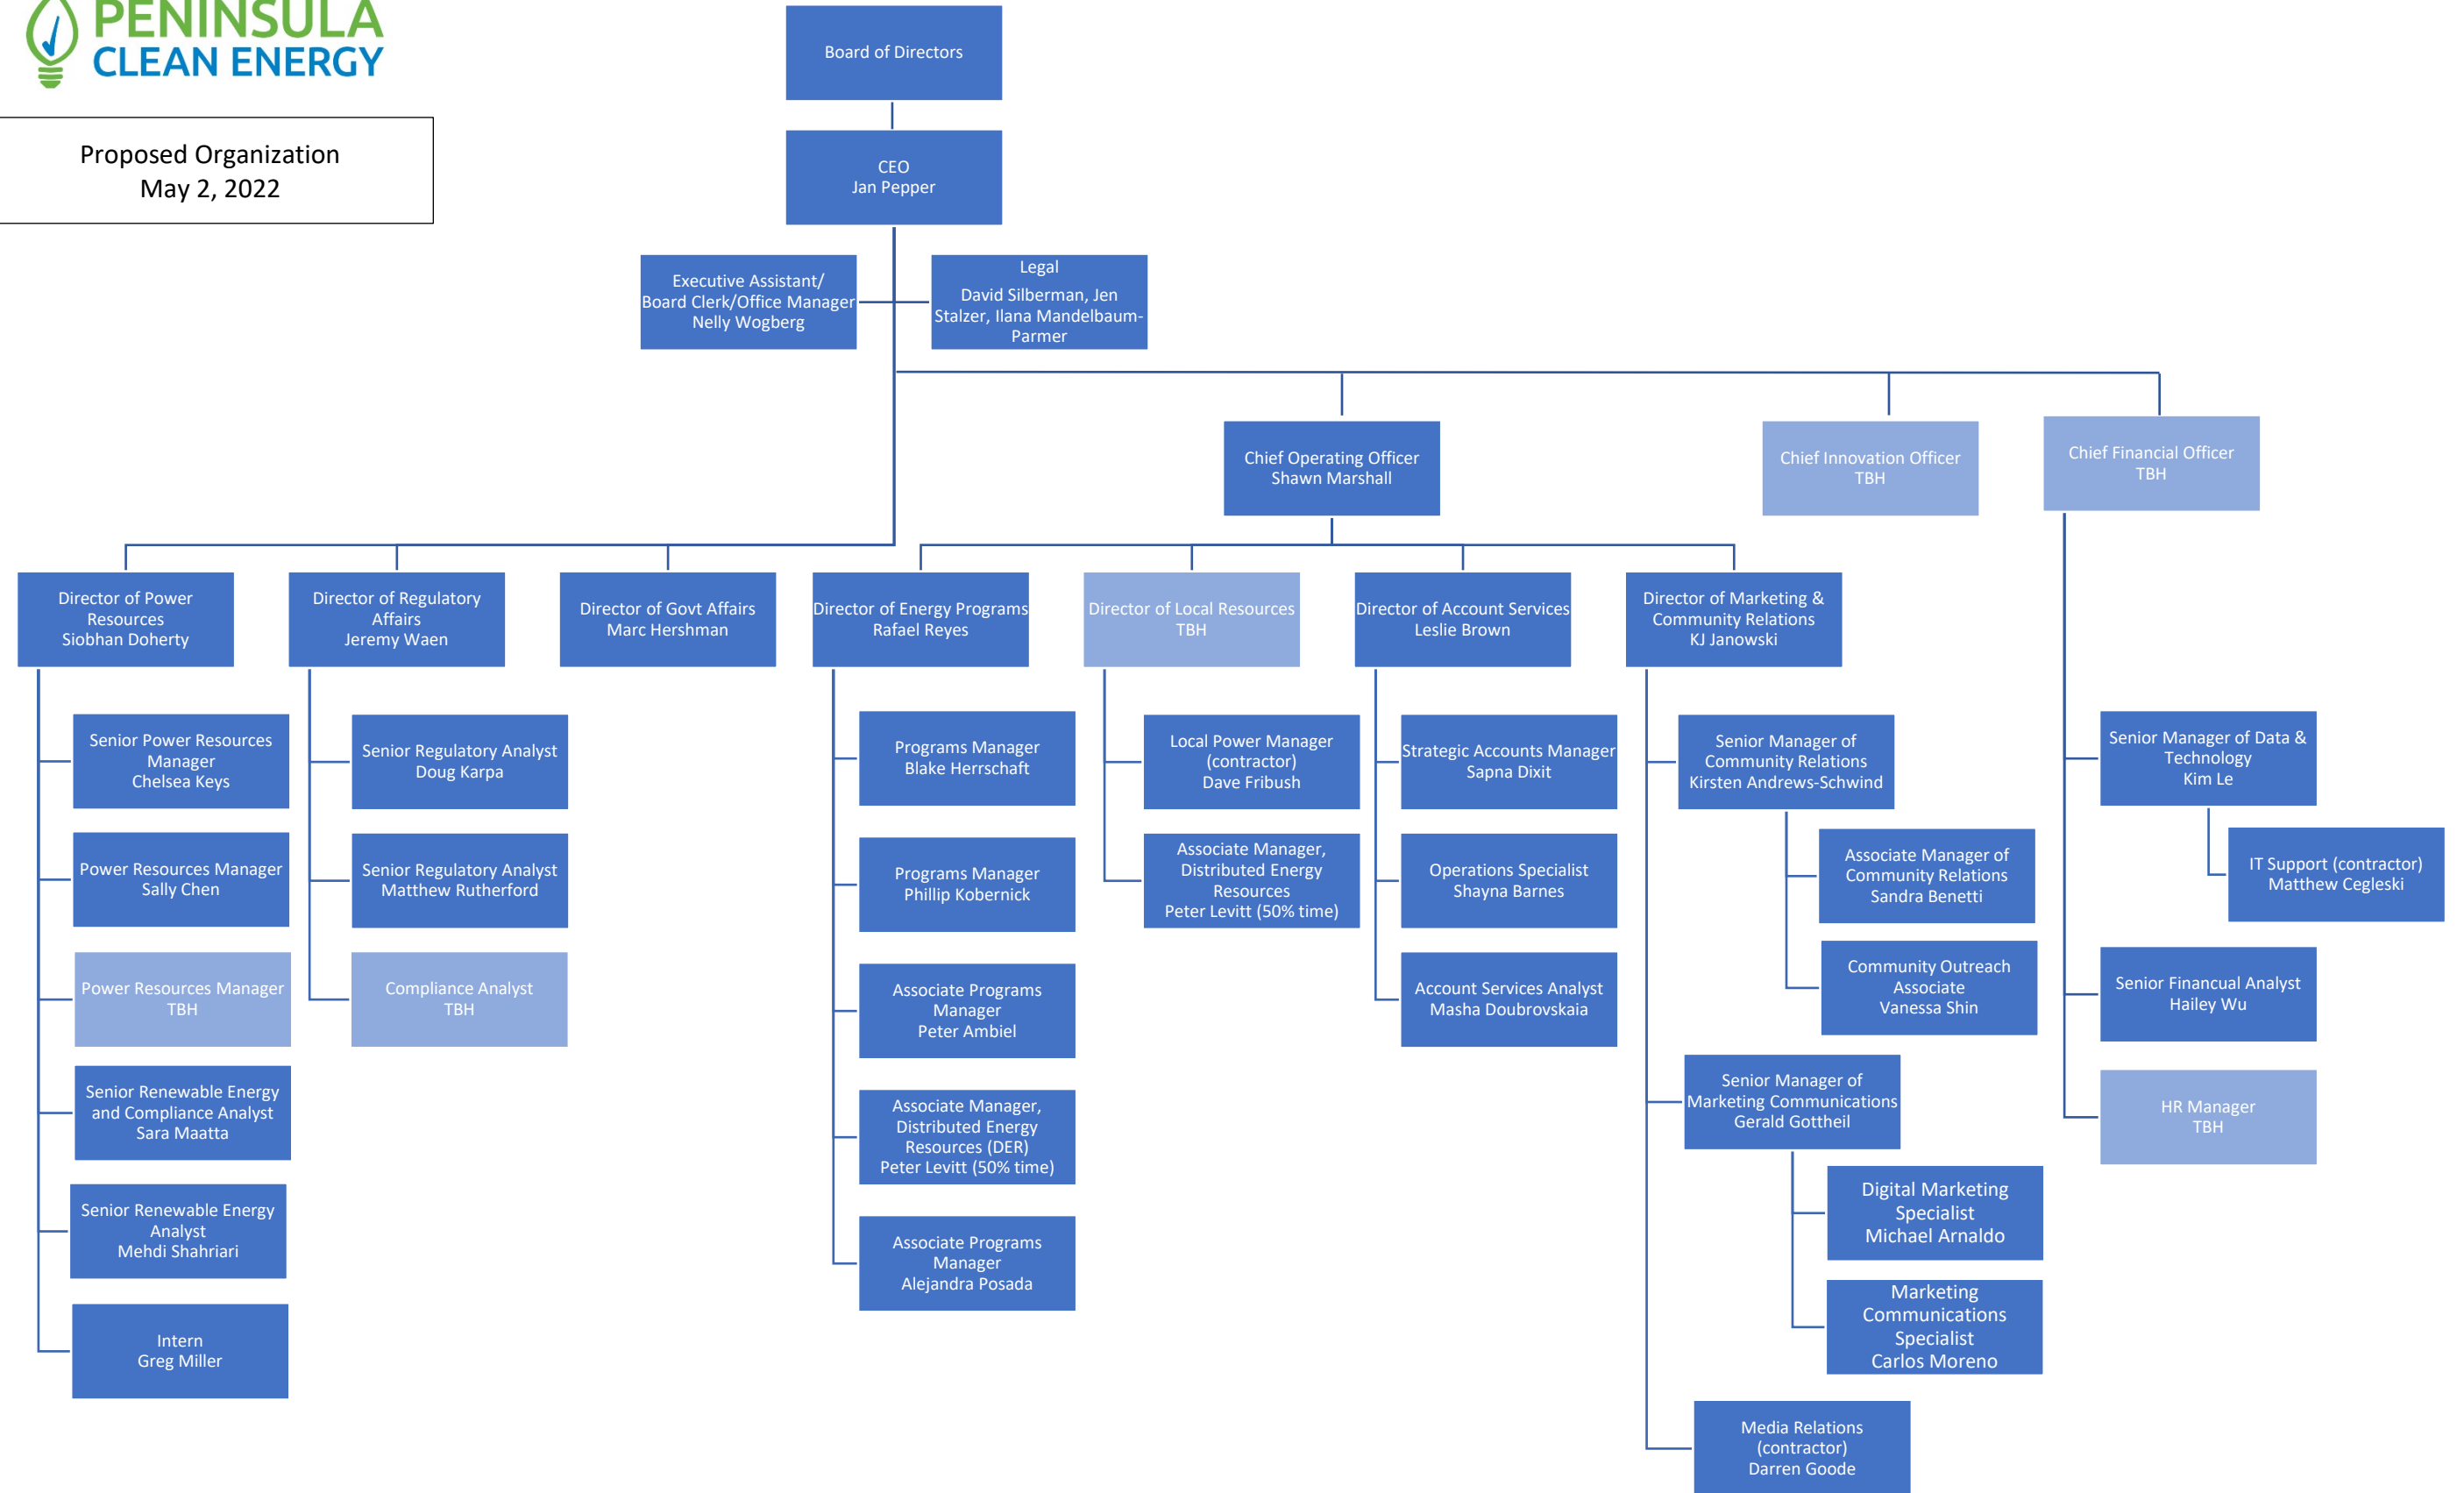 PENINSULA
CLEAN ENERGY
Proposed Organization
May 2, 2022
Board of Directors
CEO
Jan Pepper
Executive Assistant/
Board Clerk/Office Manager
Nelly Wogberg
Legal
David Silberman, Jen
Stalzer, Ilana Mandelbaum-
Parmer
Chief Operating Officer
Shawn Marshall
Chief Innovation Officer
TBH
Chief Financial Officer
TBH
Director of Power
Resources
Siobhan Doherty
Director of Regulatory
Affairs
Jeremy Waen
Director of Govt Affairs
Marc Hershman
Director of Energy Programs
Rafael Reyes
Director of Local Resources
TBH
Director of Account Services
Leslie Brown
Director of Marketing &
Community Relations
KJ Janowski
Senior Power Resources
Manager
Chelsea Keys
Power Resources Manager
Sally Chen
Power Resources Manager
TBH
Senior Renewable Energy
and Compliance Analyst
Sara Maatta
Senior Renewable Energy
Analyst
Mehdi Shahriari
Intern
Greg Miller
Senior Regulatory Analyst
Doug Karpa
Senior Regulatory Analyst
Matthew Rutherford
Compliance Analyst
TBH
Programs Manager
Blake Herrschaft
Programs Manager
Phillip Kobernick
Associate Programs
Manager
Peter Ambiel
Associate Manager,
Distributed Energy
Resources (DER)
Peter Levitt (50% time)
Associate Programs
Manager
Alejandra Posada
Local Power Manager
(contractor)
Dave Fribush
Associate Manager,
Distributed Energy
Resources
Peter Levitt (50% time)
Strategic Accounts Manager
Sapna Dixit
Operations Specialist
Shayna Barnes
Account Services Analyst
Masha Doubrovskaia
Senior Manager of
Community Relations
Kirsten Andrews-Schwind
Associate Manager of
Community Relations
Sandra Benetti
Community Outreach
Associate
Vanessa Shin
Senior Manager of
Marketing Communications
Gerald Gottheil
Digital Marketing
Specialist
Michael Arnaldo
Marketing
Communications
Specialist
Carlos Moreno
Media Relations
(contractor)
Darren Goode
Senior Manager of Data &
Technology
Kim Le
IT Support (contractor)
Matthew Cegleski
Senior Financual Analyst
Hailey Wu
HR Manager
TBH